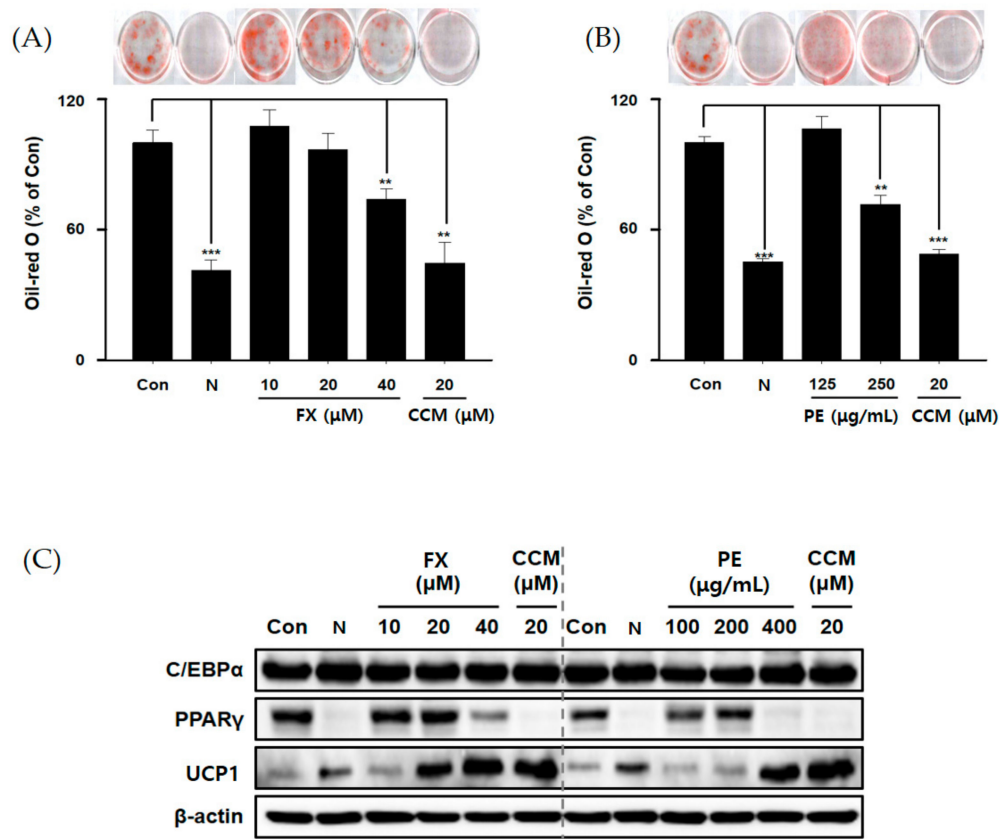 (A)
120
60
0
Oil-red O (% of Con)
***
**
**
Con N 10 20 40 20
FX (μM) CCM (μM)
(B)
120
60
0
Oil-red O (% of Con)
***
**
***
Con N 125 250 20
PE (μg/mL) CCM (μM)
(C)
FX CCM PE CCM
(μM) (μM) (μg/mL) (μM)
Con N 10 20 40 20 Con N 100 200 400 20
C/EBPα
PPARγ
UCP1
β-actin